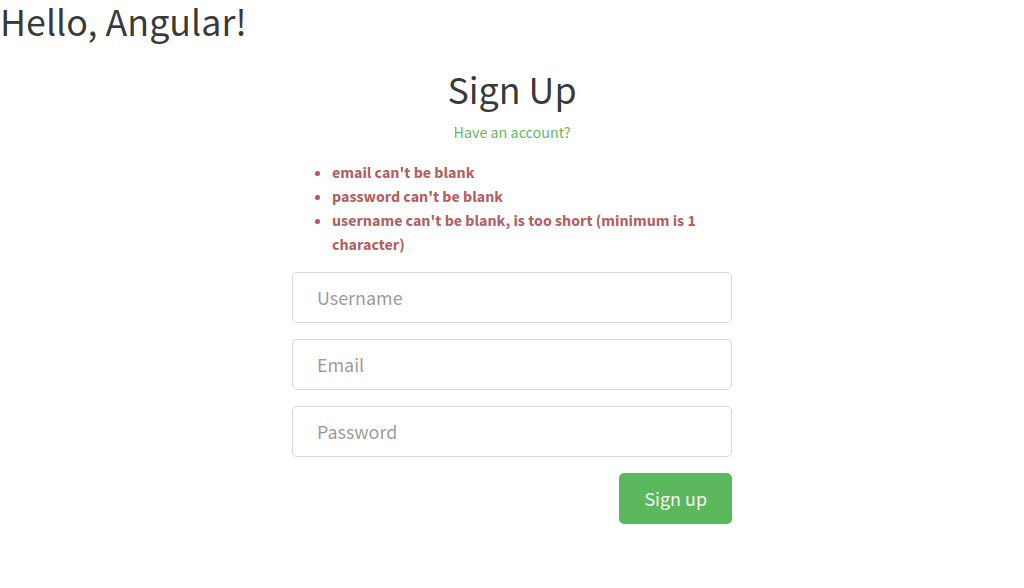 Hello, Angular!
Sign Up
Have an account?
email can't be blank
password can't be blank
username can't be blank, is too short (minimum is 1
character)
Username
Email
Password
Sign up